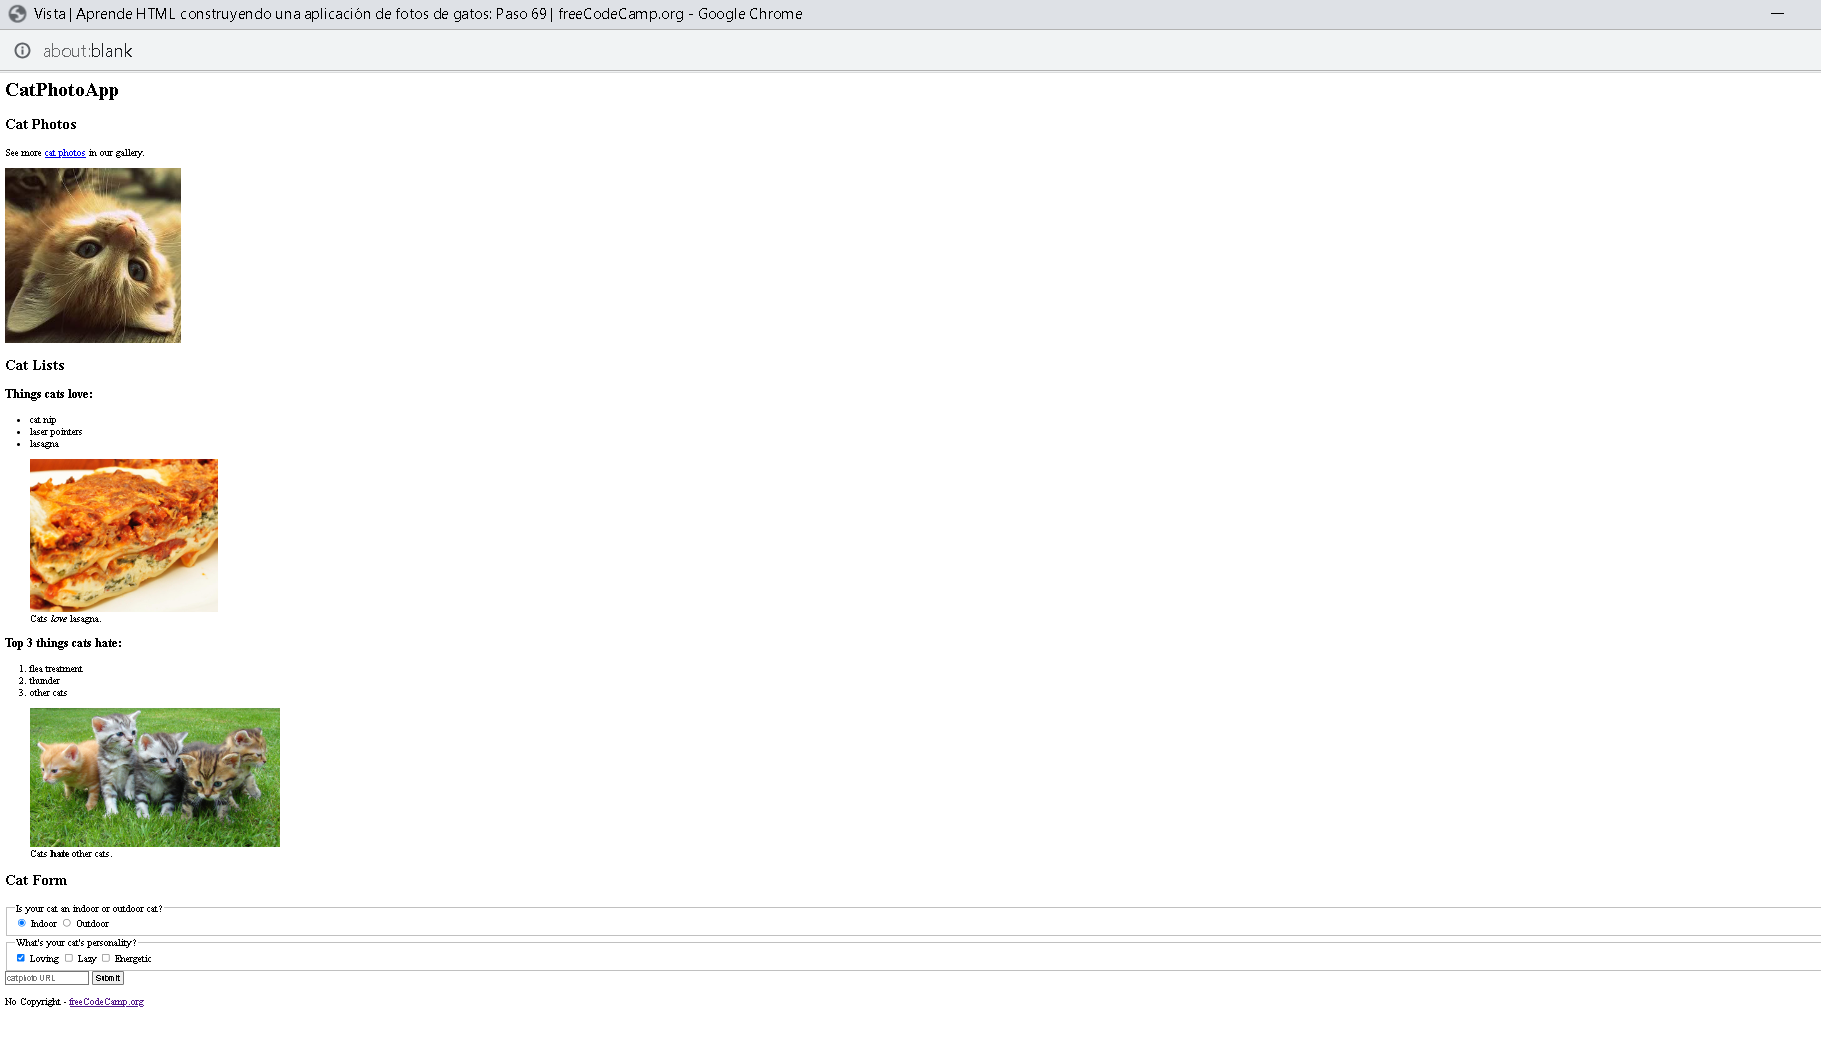 Vista | Aprende HTML construyendo una aplicación de fotos de gatos: Paso 69 | freeCodeCamp.org - Google Chrome
about:blank
CatPhotoApp
Cat Photos
See more cat photos in our gallery.
Cat Lists
Things cats love:
• cat nip
• laser pointers
• lasagna
Cats love lasagna.
Top 3 things cats hate:
1. flea treatment
2. thunder
3. other cats
Cats hate other cats.
Cat Form
Is your cat an indoor or outdoor cat?
Indoor Outdoor
What's your cat's personality?
Loving Lazy Energetic
cat photo URL Submit
No Copyright - freeCodeCamp.org